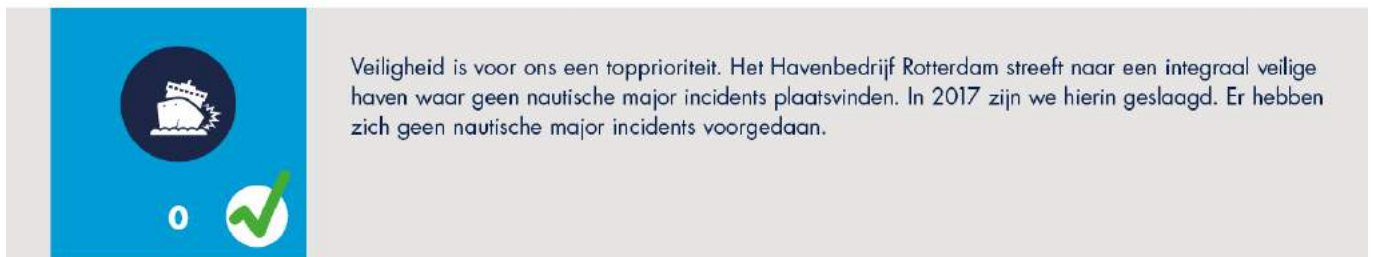 Veiligheid is voor ons een topprioriteit. Het Havenbedrijf Rotterdam streeft naar een integraal veilige
haven waar geen nautische major incidents plaatsvinden. In 2017 zijn we hierin geslaagd. Er hebben
zich geen nautische major incidents voorgedaan.
0